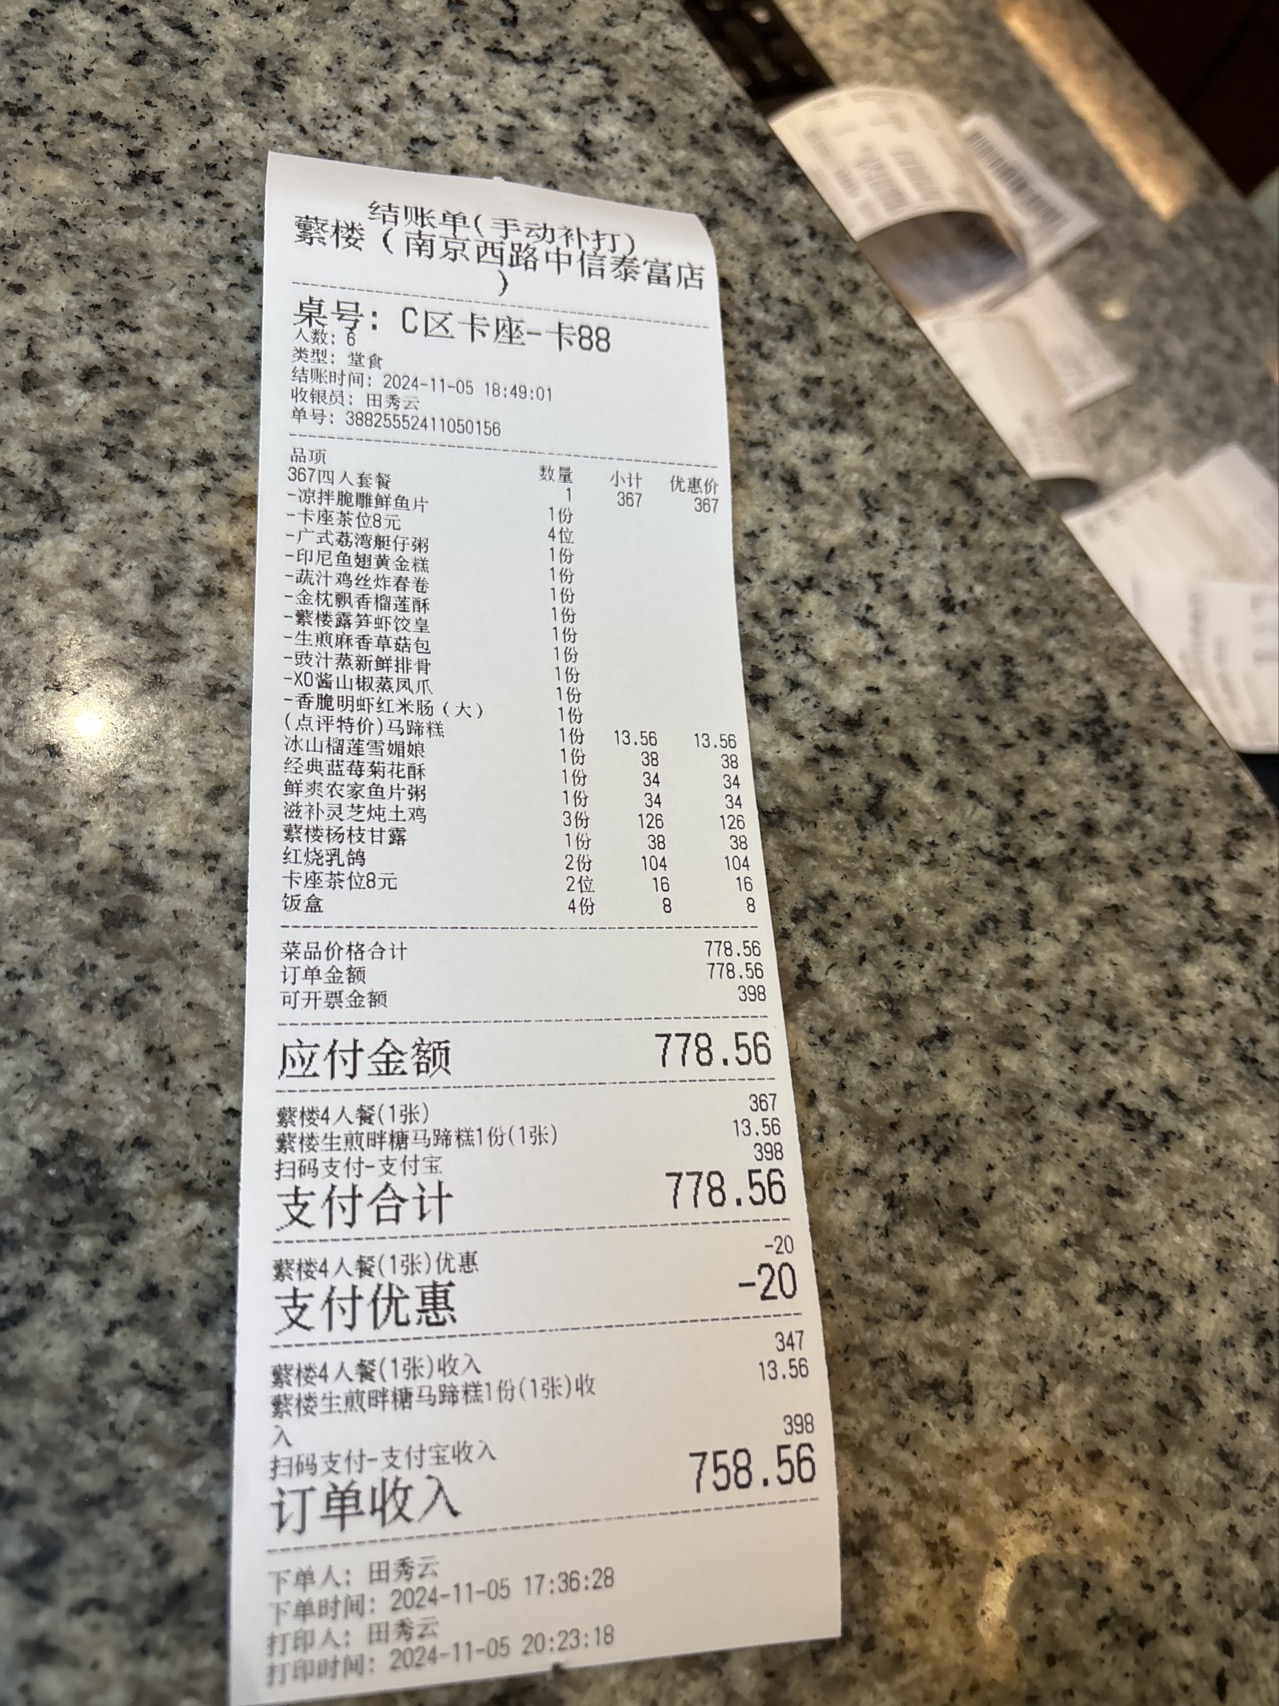 结账单(手动补打)
蘩楼（南京西路中信泰富店
）
桌号: C区卡座-卡88
人数: 6
类型: 堂食
结账时间: 2024-11-05 18:49:01
收银员: 田秀云
单号: 38825552411050156
品项 数量 小计 优惠价
367四人套餐 1 367 367
-凉拌脆雕鲜鱼片 1份
-卡座茶位8元 4位
-广式荔湾艇仔粥 1份
-印尼鱼翅黄金糕 1份
-蔬汁鸡丝炸春卷 1份
-金枕飘香榴莲酥 1份
-蘩楼露笋虾饺皇 1份
-生煎麻香草菇包 1份
-豉汁蒸新鲜排骨 1份
-XO酱山椒蒸凤爪 1份
-香脆明虾红米肠（大） 1份
(点评特价)马蹄糕 1份 13.56 13.56
冰山榴莲雪媚娘 1份 38 38
经典蓝莓菊花酥 1份 34 34
鲜爽农家鱼片粥 1份 34 34
滋补灵芝炖土鸡 3份 126 126
蘩楼杨枝甘露 1份 38 38
红烧乳鸽 2份 104 104
卡座茶位8元 2位 16 16
饭盒 4份 8 8
菜品价格合计 778.56
订单金额 778.56
可开票金额 398
应付金额 778.56
蘩楼4人餐(1张) 367
蘩楼生煎畔糖马蹄糕1份(1张) 13.56
扫码支付-支付宝 398
支付合计 778.56
蘩楼4人餐(1张)优惠 -20
支付优惠 -20
蘩楼4人餐(1张)收入 347
蘩楼生煎畔糖马蹄糕1份(1张)收 13.56
入
扫码支付-支付宝收入 398
订单收入 758.56
下单人: 田秀云
下单时间: 2024-11-05 17:36:28
打印人: 田秀云
打印时间: 2024-11-05 20:23:18